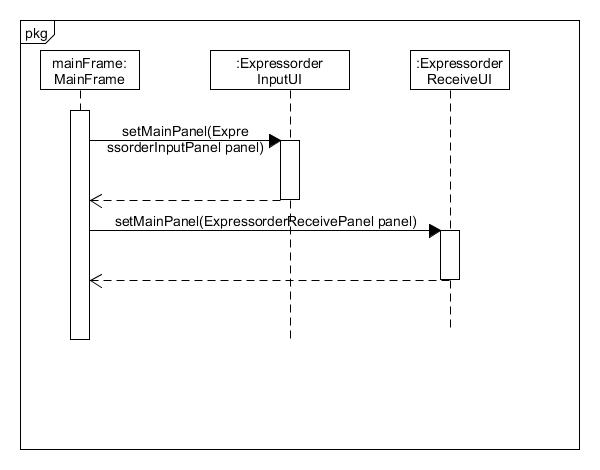 pkg
mainFrame:
MainFrame
:Expressorder
InputUI
:Expressorder
ReceiveUI
setMainPanel(Expre
ssorderInputPanel panel)
setMainPanel(ExpressorderReceivePanel panel)